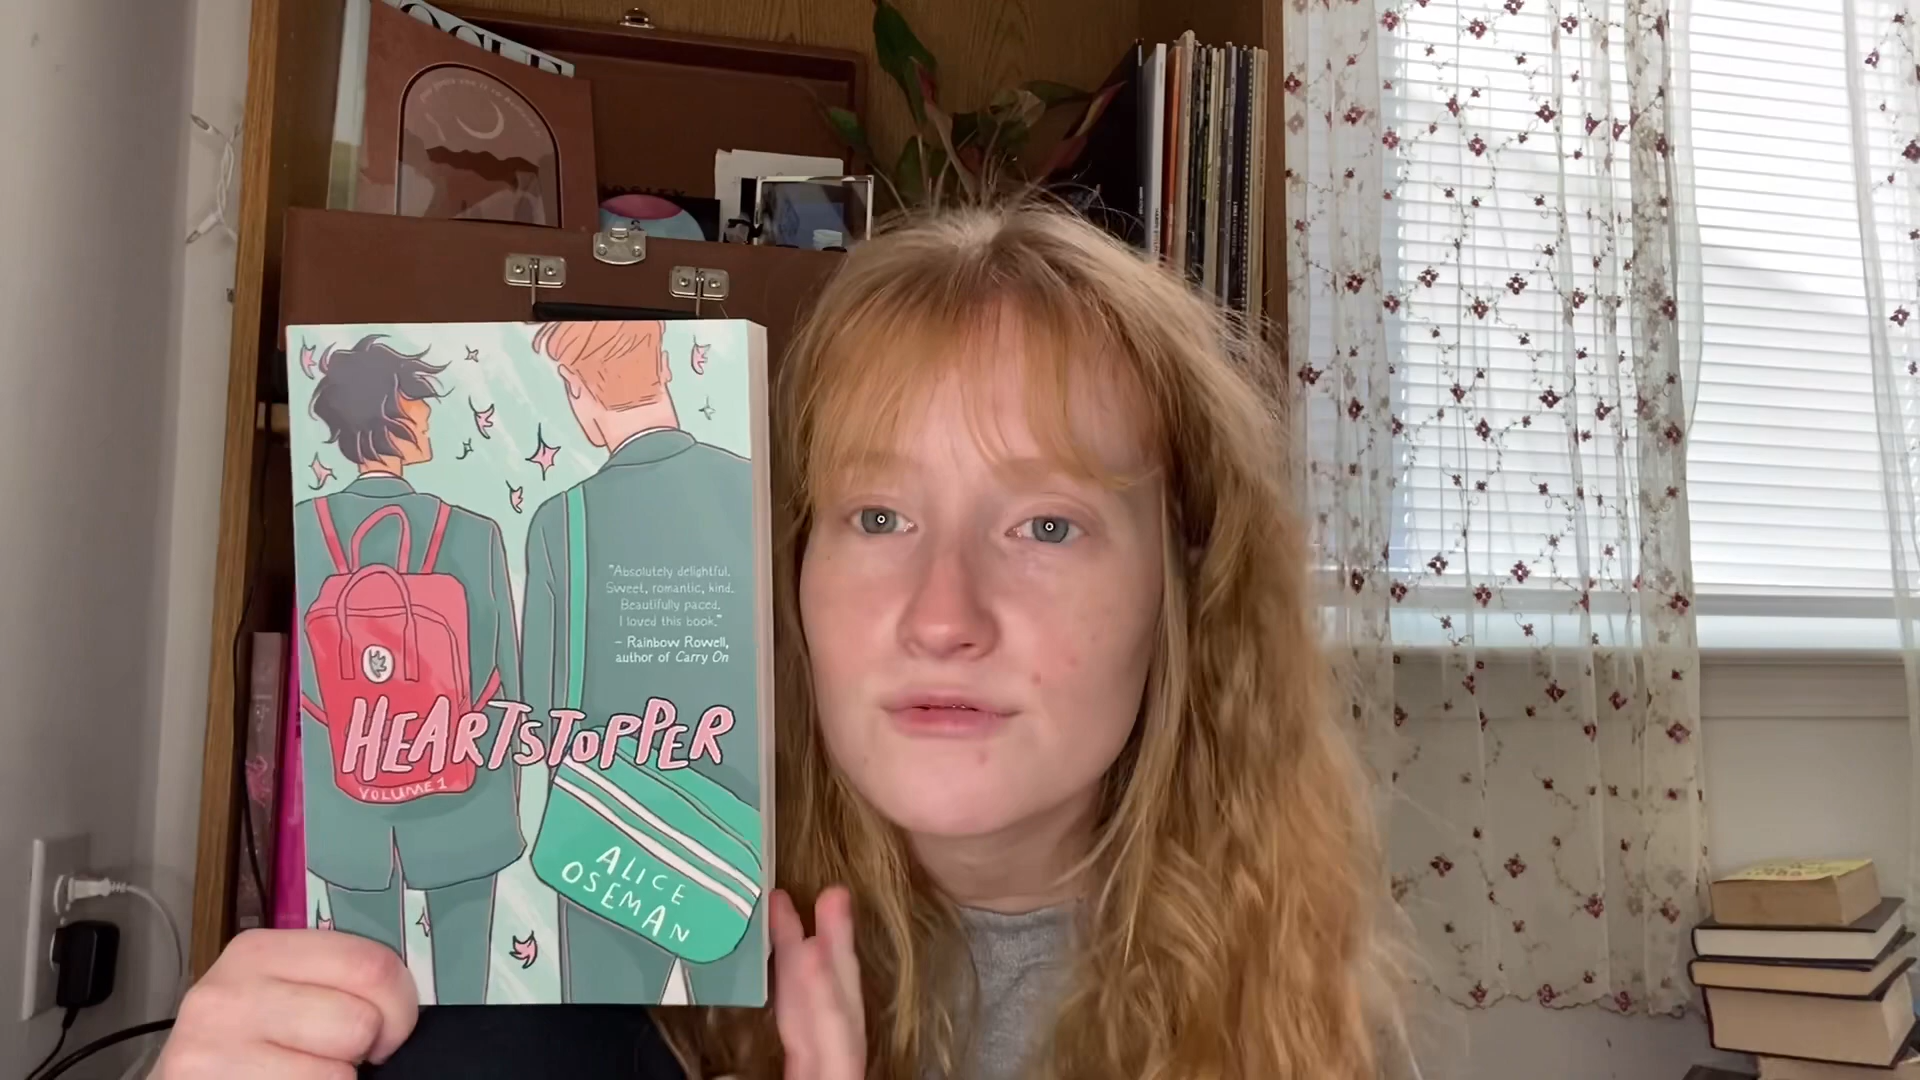 "Absolutely delightful.
Sweet, romantic, kind.
Beautifully paced.
I loved this book."
– Rainbow Rowell,
author of Carry On
HEARTSTOPPER
VOLUME 1
ALICE
OSEMAN